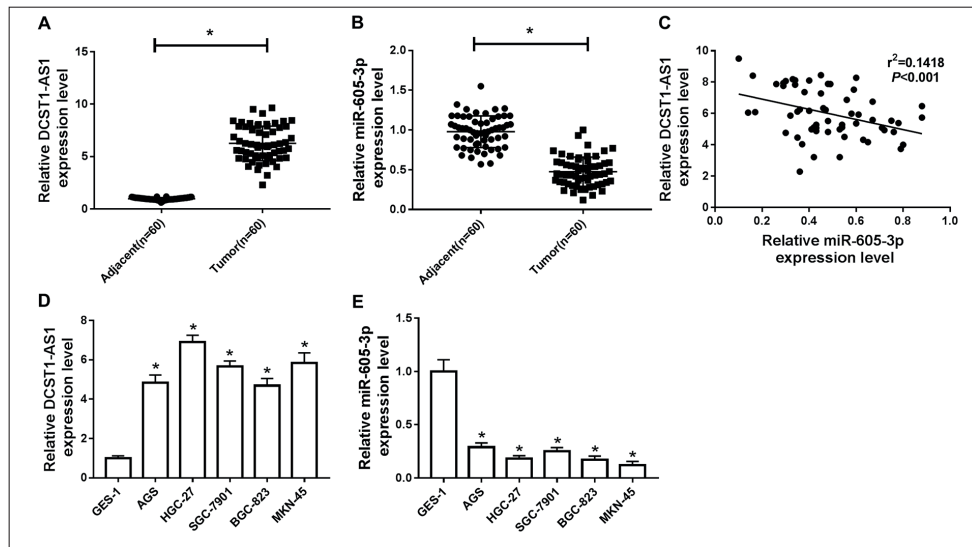 A
Relative DCST1-AS1
expression level
15
10
5
0
*
Adjacent(n=60)
Tumor(n=60)
B
Relative miR-605-3p
expression level
2.0
1.5
1.0
0.5
0.0
*
Adjacent(n=60)
Tumor(n=60)
C
Relative DCST1-AS1
expression level
10
8
6
4
2
0
r²=0.1418
P<0.001
0.0 0.2 0.4 0.6 0.8 1.0
Relative miR-605-3p
expression level
D
Relative DCST1-AS1
expression level
8
6
4
2
0
* * * * *
GES-1
AGS
HGC-27
SGC-7901
BGC-823
MKN-45
E
Relative miR-605-3p
expression level
1.5
1.0
0.5
0.0
* * * * *
GES-1
AGS
HGC-27
SGC-7901
BGC-823
MKN-45